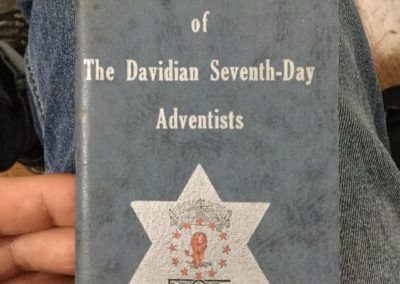 of
The Davidian Seventh-Day
Adventists